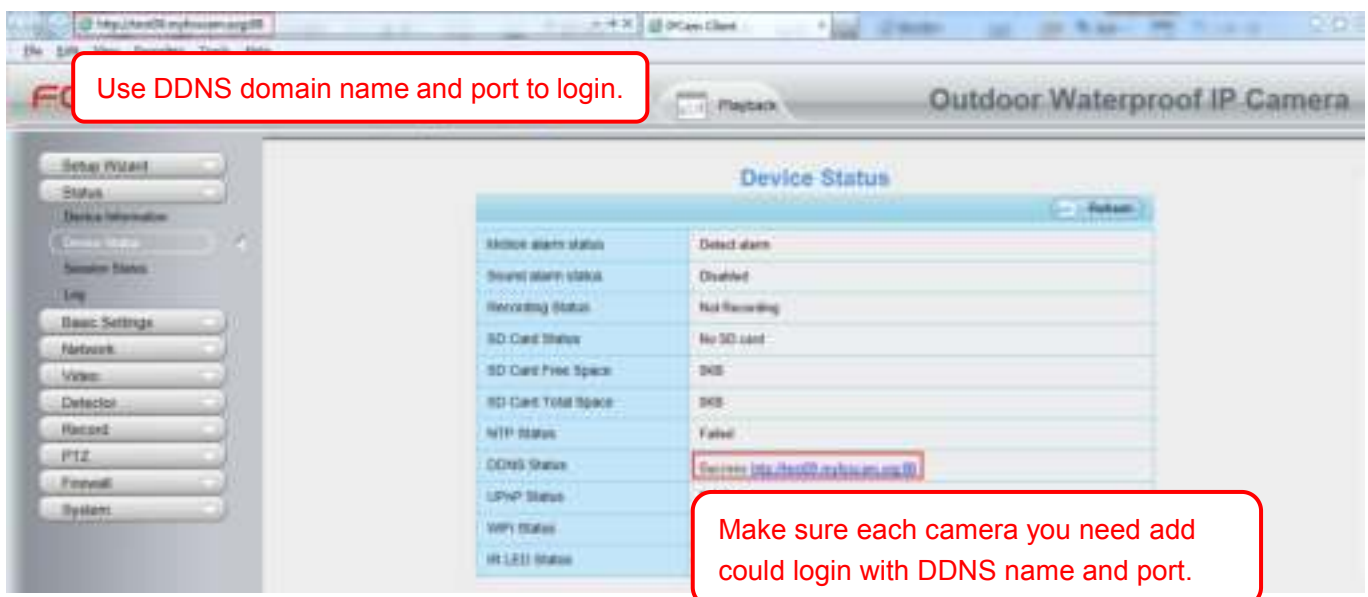 IPCam Client
Use DDNS domain name and port to login.
Playback
Outdoor Waterproof IP Camera
Setup Wizard
Status
Device Information
Device Status
Session Status
Log
Basic Settings
Network
Video
Detector
Record
PTZ
Firewall
System
Device Status
Refresh
Motion alarm status Detect alarm
Sound alarm status Disabled
Recording Status Not Recording
SD Card Status No SD card
SD Card Free Space 0KB
SD Card Total Space 0KB
NTP Status Failed
DDNS Status Success
UPnP Status
WiFi Status
IR LED Status
Make sure each camera you need add
could login with DDNS name and port.